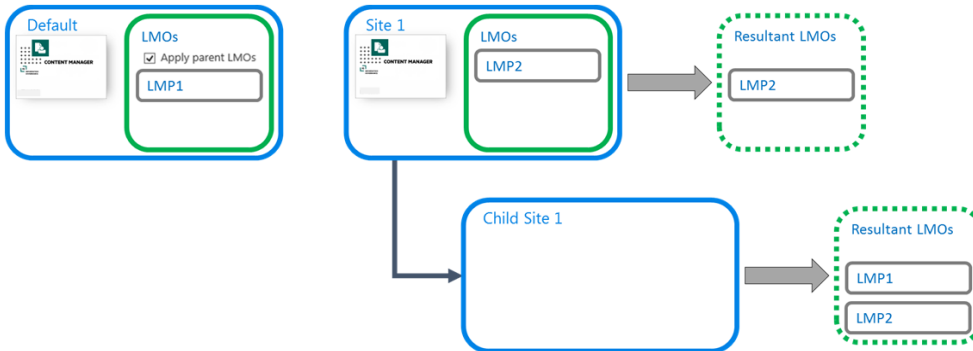 Default
LMOs
CONTENT MANAGER
Apply parent LMOs
LMP1
Site 1
LMOs
CONTENT MANAGER
LMP2
Resultant LMOs
LMP2
Child Site 1
Resultant LMOs
LMP1
LMP2